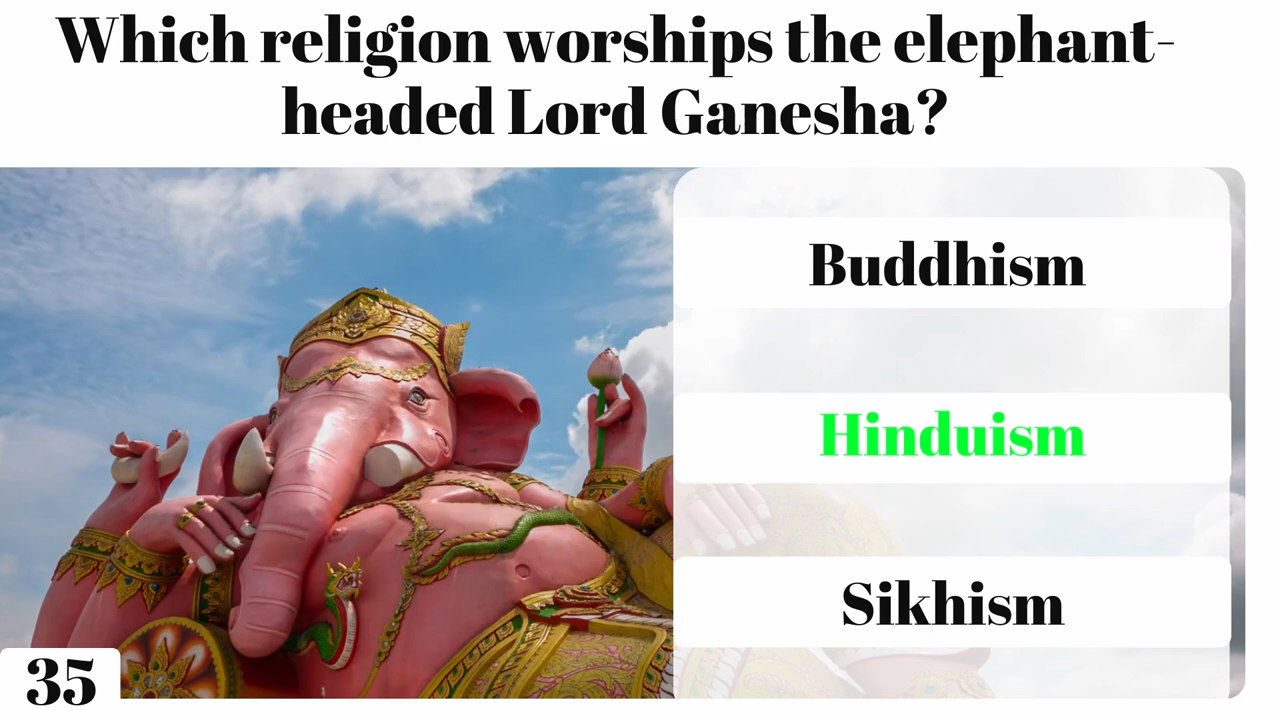 Which religion worships the elephant-
headed Lord Ganesha?
Buddhism
Hinduism
Sikhism
35